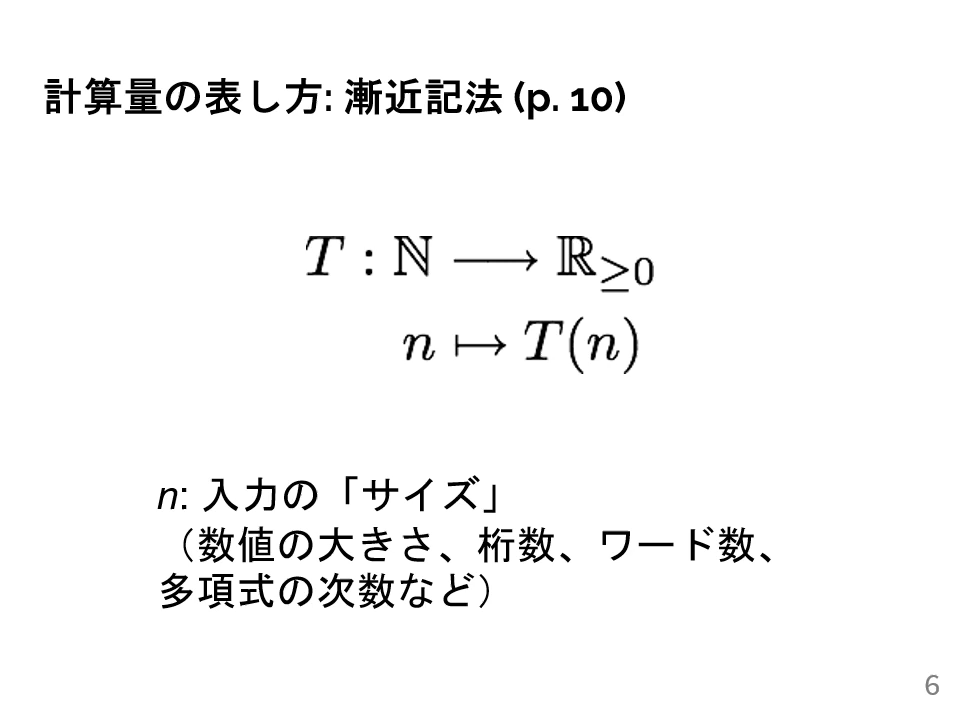 計算量の表し方: 漸近記法 (p. 10)
T : ℕ ⟶ ℝ≥0
n ↦ T(n)
n: 入力の「サイズ」
（数値の大きさ、桁数、ワード数、
多項式の次数など）
6